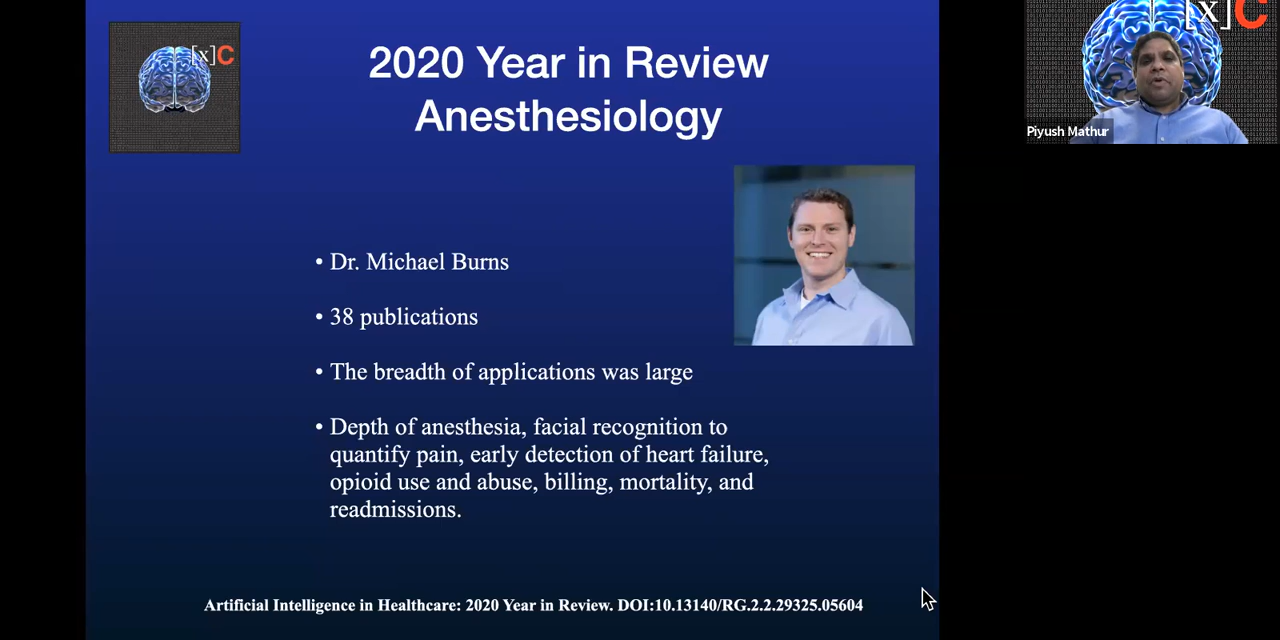 [x]C
2020 Year in Review
Anesthesiology
• Dr. Michael Burns
• 38 publications
• The breadth of applications was large
• Depth of anesthesia, facial recognition to
quantify pain, early detection of heart failure,
opioid use and abuse, billing, mortality, and
readmissions.
Artificial Intelligence in Healthcare: 2020 Year in Review. DOI:10.13140/RG.2.2.29325.05604
[x]C
Piyush Mathur